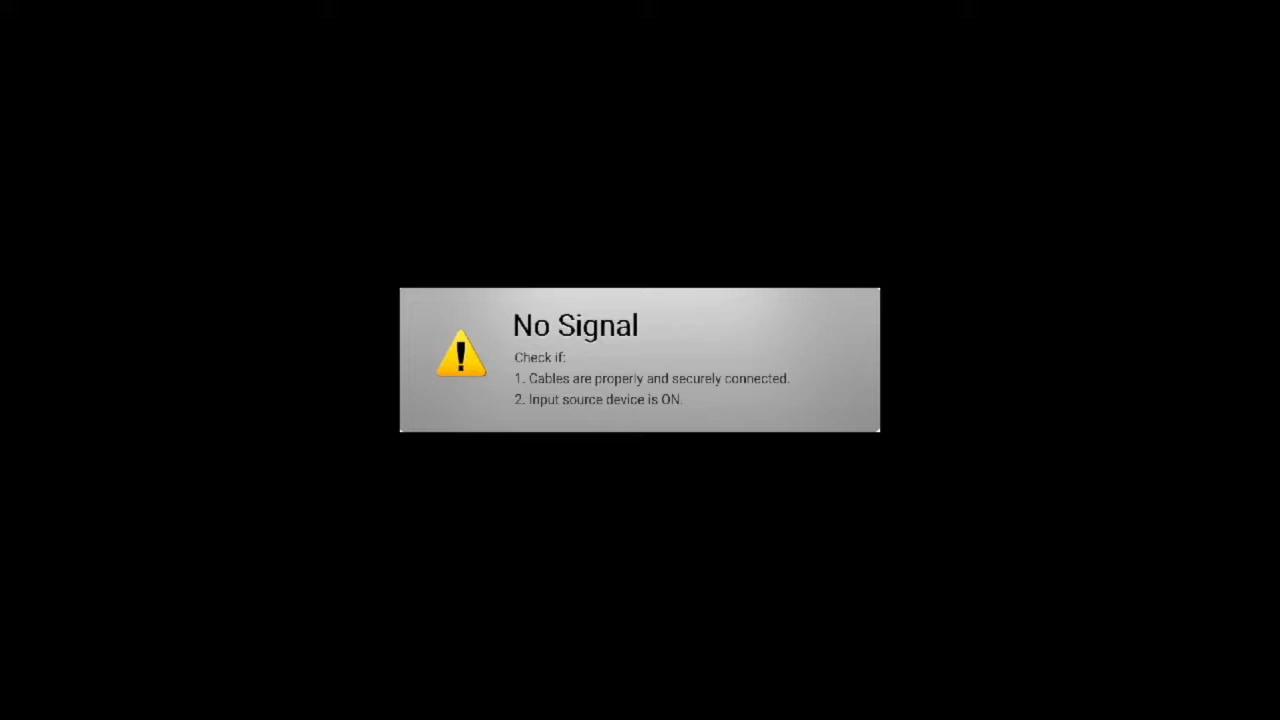 No Signal
Check if:
1. Cables are properly and securely connected.
2. Input source device is ON.